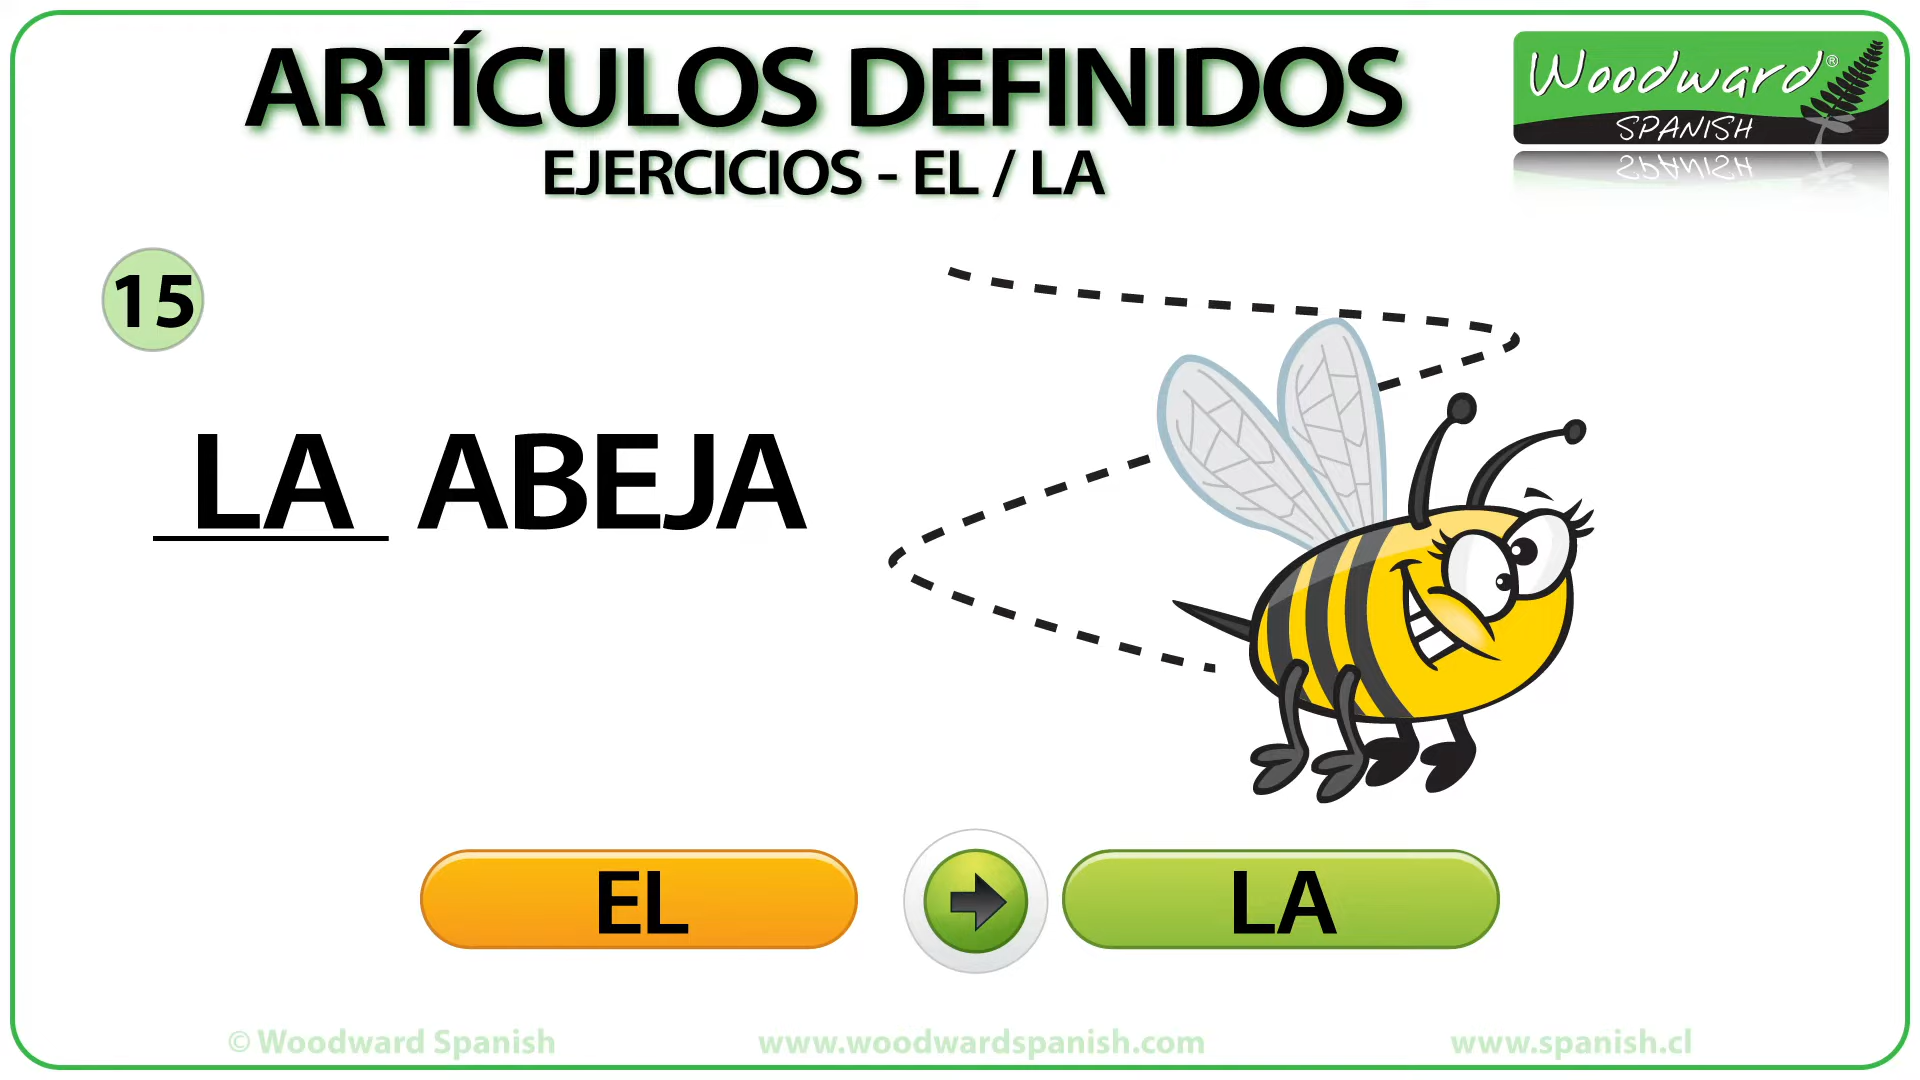 ARTÍCULOS DEFINIDOS
EJERCICIOS - EL / LA
Woodward®
SPANISH
15
LA ABEJA
EL
LA
© Woodward Spanish
www.woodwardspanish.com
www.spanish.cl